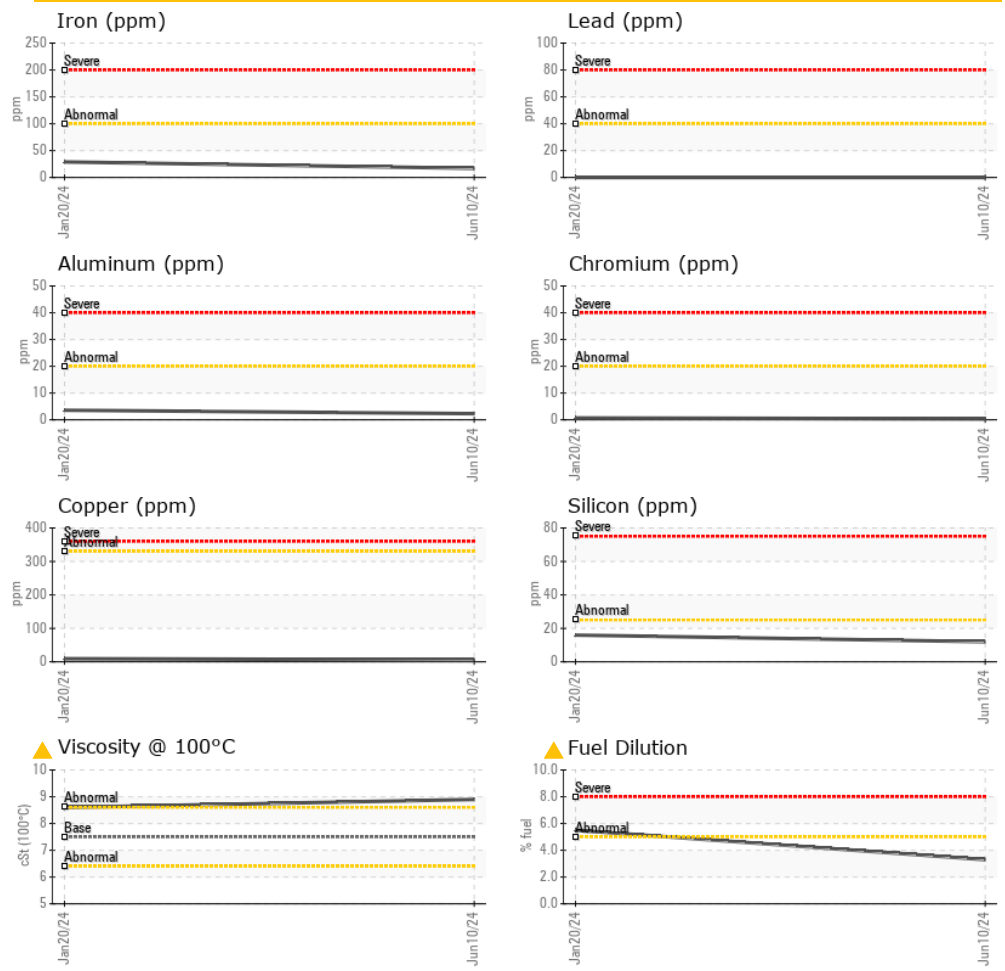 Iron (ppm)
250
200
150
100
50
0
ppm
Severe
Abnormal
Jan20/24
Jun10/24
Lead (ppm)
100
80
60
40
20
0
ppm
Severe
Abnormal
Jan20/24
Jun10/24
Aluminum (ppm)
50
40
30
20
10
0
ppm
Severe
Abnormal
Jan20/24
Jun10/24
Chromium (ppm)
50
40
30
20
10
0
ppm
Severe
Abnormal
Jan20/24
Jun10/24
Copper (ppm)
400
300
200
100
0
ppm
Severe
Abnormal
Jan20/24
Jun10/24
Silicon (ppm)
80
60
40
20
0
ppm
Severe
Abnormal
Jan20/24
Jun10/24
Viscosity @ 100°C
10
9
8
7
6
5
cSt (100°C)
Abnormal
Base
Abnormal
Jan20/24
Jun10/24
Fuel Dilution
10.0
8.0
6.0
4.0
2.0
0.0
% fuel
Severe
Abnormal
Jan20/24
Jun10/24